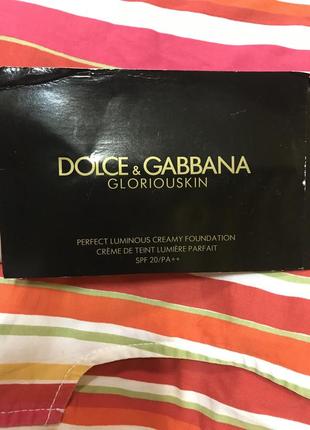 DOLCE & GABBANA
GLORIOUSKIN
PERFECT LUMINOUS CREAMY FOUNDATION
CRÈME DE TEINT LUMIÈRE PARFAIT
SPF 20/PA++